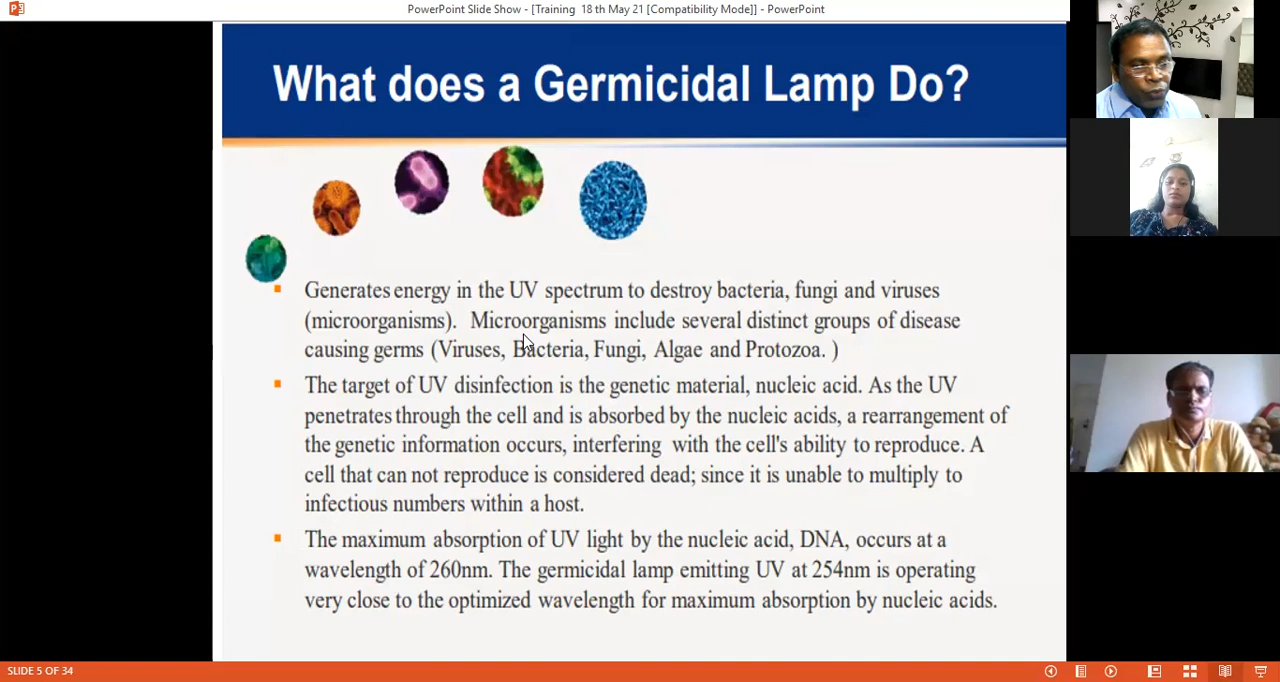 PowerPoint Slide Show - [Training 18 th May 21 [Compatibility Mode]] - PowerPoint
What does a Germicidal Lamp Do?
Generates energy in the UV spectrum to destroy bacteria, fungi and viruses
(microorganisms). Microorganisms include several distinct groups of disease
causing germs (Viruses, Bacteria, Fungi, Algae and Protozoa. )
The target of UV disinfection is the genetic material, nucleic acid. As the UV
penetrates through the cell and is absorbed by the nucleic acids, a rearrangement of
the genetic information occurs, interfering with the cell's ability to reproduce. A
cell that can not reproduce is considered dead; since it is unable to multiply to
infectious numbers within a host.
The maximum absorption of UV light by the nucleic acid, DNA, occurs at a
wavelength of 260nm. The germicidal lamp emitting UV at 254nm is operating
very close to the optimized wavelength for maximum absorption by nucleic acids.
SLIDE 5 OF 34